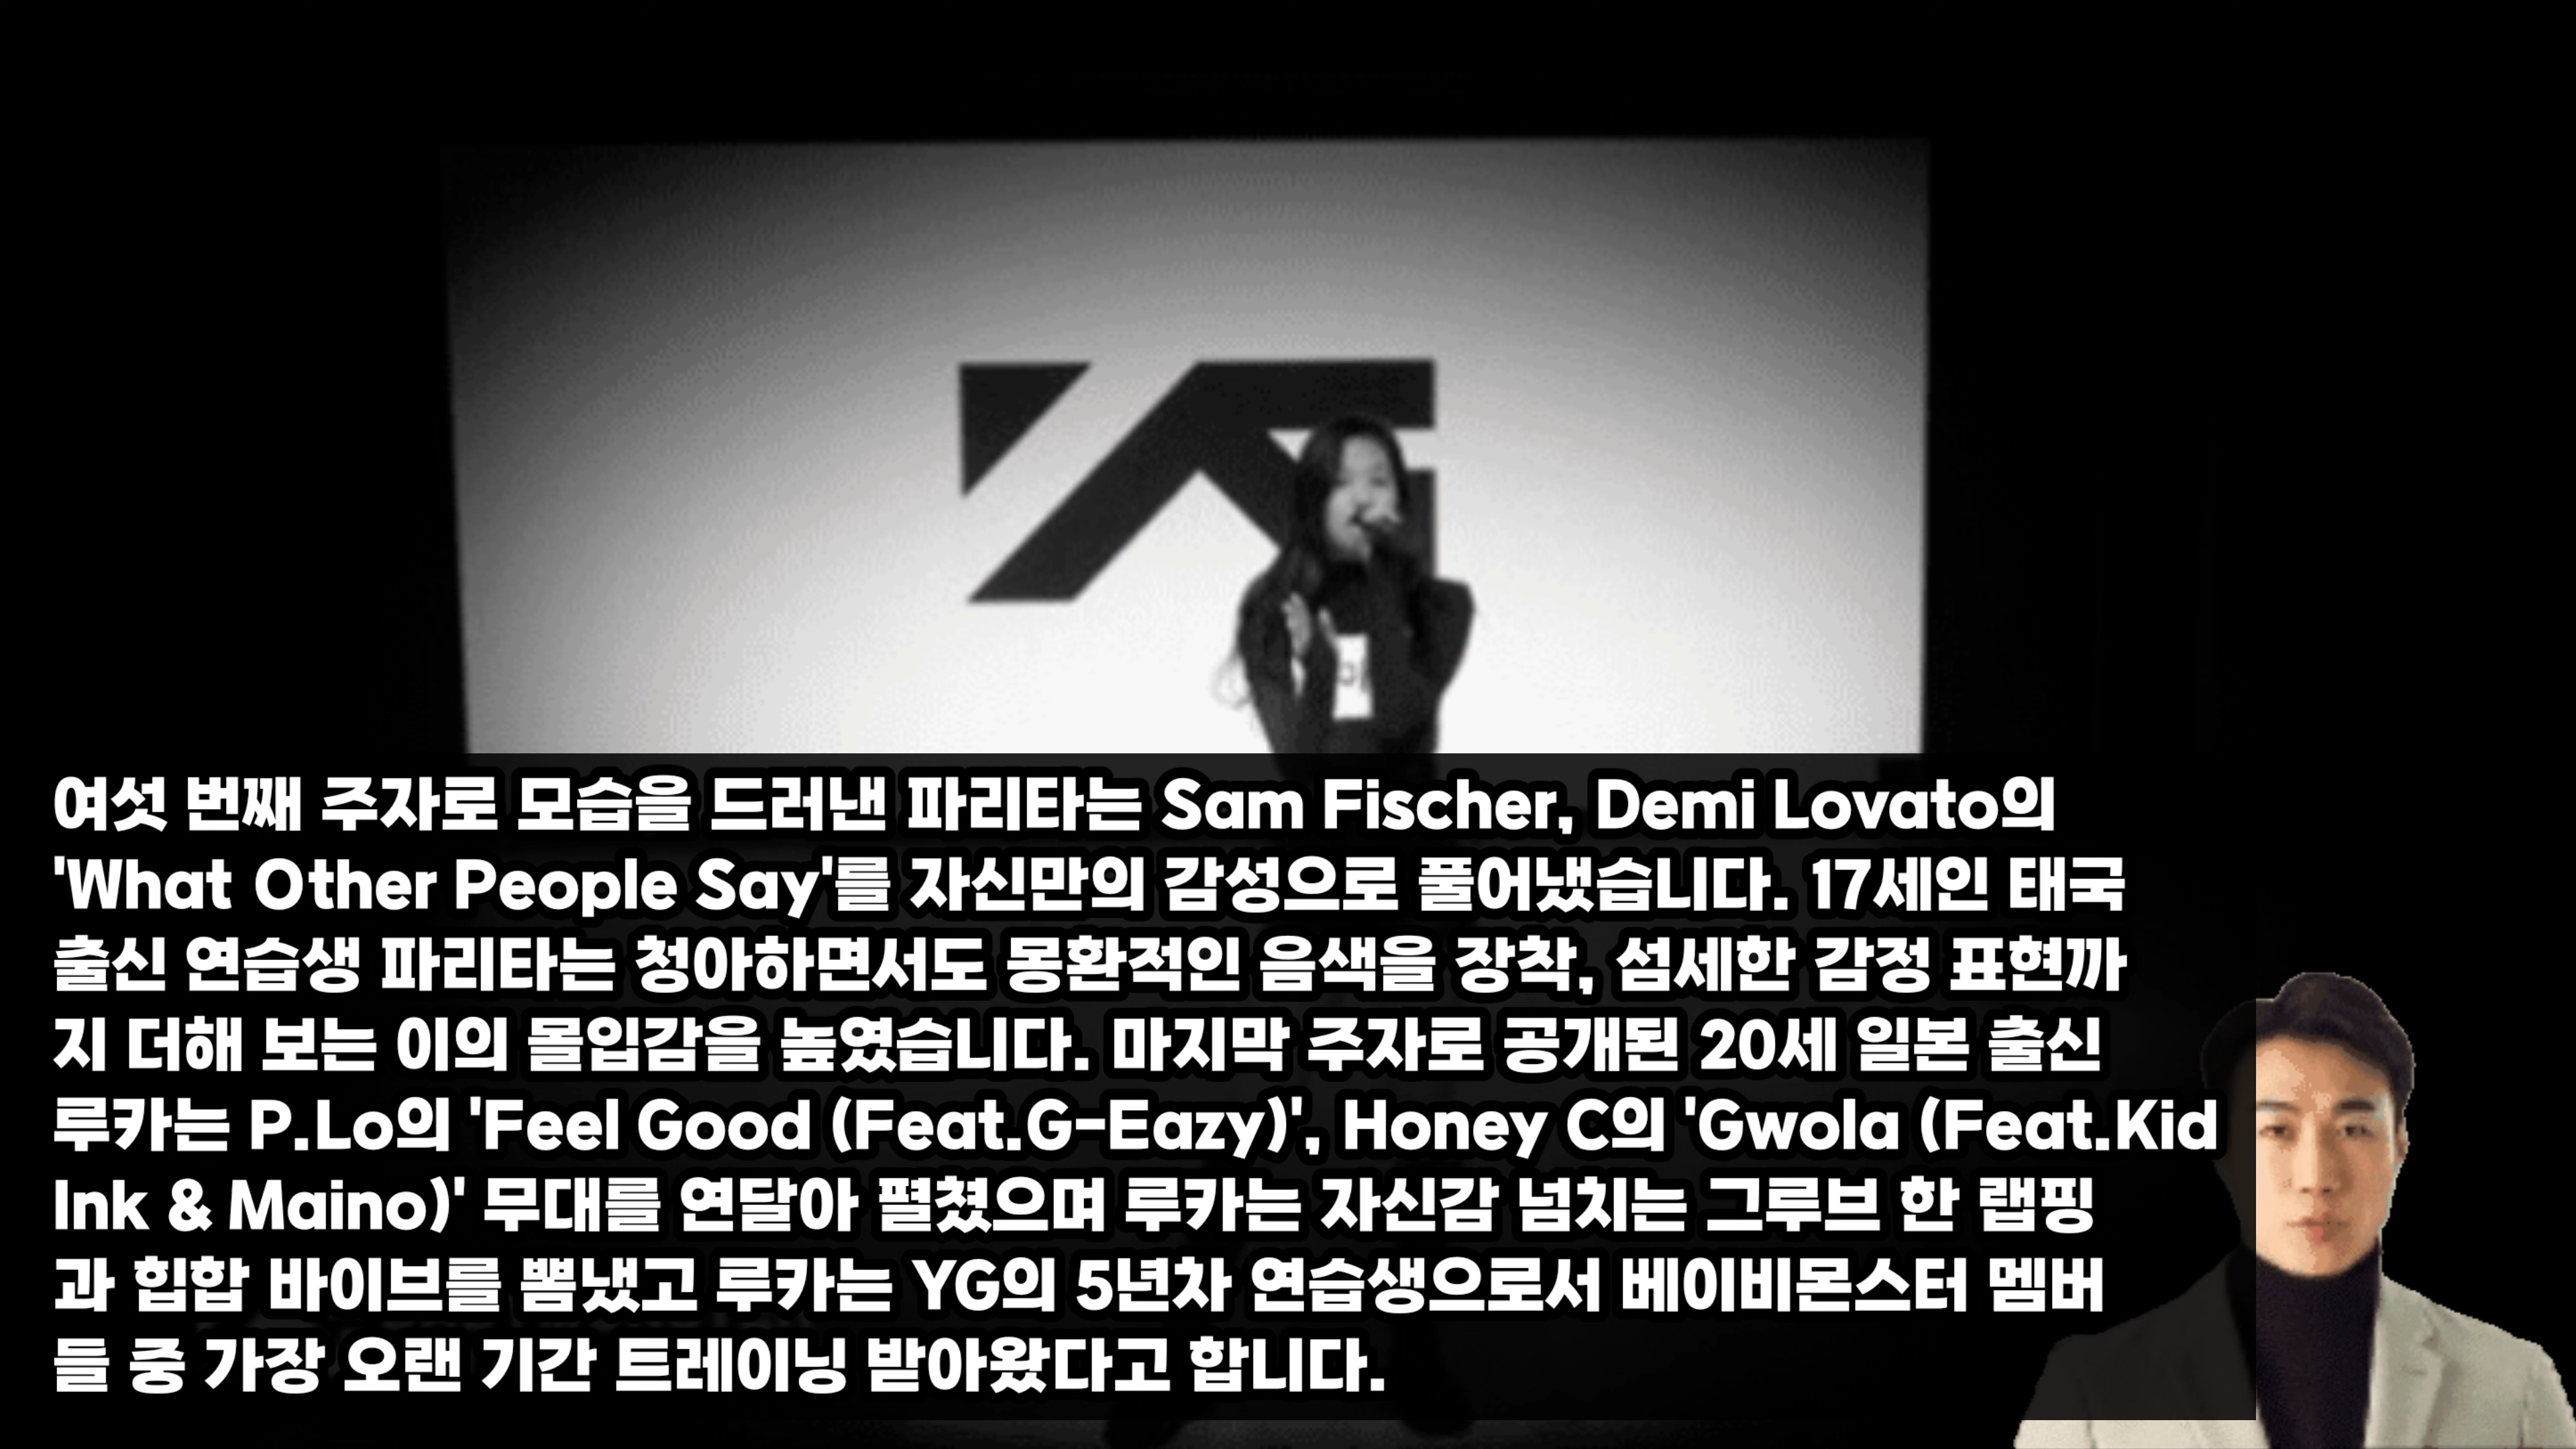 YG
여섯 번째 주자로 모습을 드러낸 파리타는 Sam Fischer, Demi Lovato의
'What Other People Say'를 자신만의 감성으로 풀어냈습니다. 17세인 태국
출신 연습생 파리타는 청아하면서도 몽환적인 음색을 장착, 섬세한 감정 표현까
지 더해 보는 이의 몰입감을 높였습니다. 마지막 주자로 공개된 20세 일본 출신
루카는 P.Lo의 'Feel Good (Feat.G-Eazy)', Honey C의 'Gwola (Feat.Kid
Ink & Maino)' 무대를 연달아 펼쳤으며 루카는 자신감 넘치는 그루브 한 랩핑
과 힙합 바이브를 뽐냈고 루카는 YG의 5년차 연습생으로서 베이비몬스터 멤버
들 중 가장 오랜 기간 트레이닝 받아왔다고 합니다.